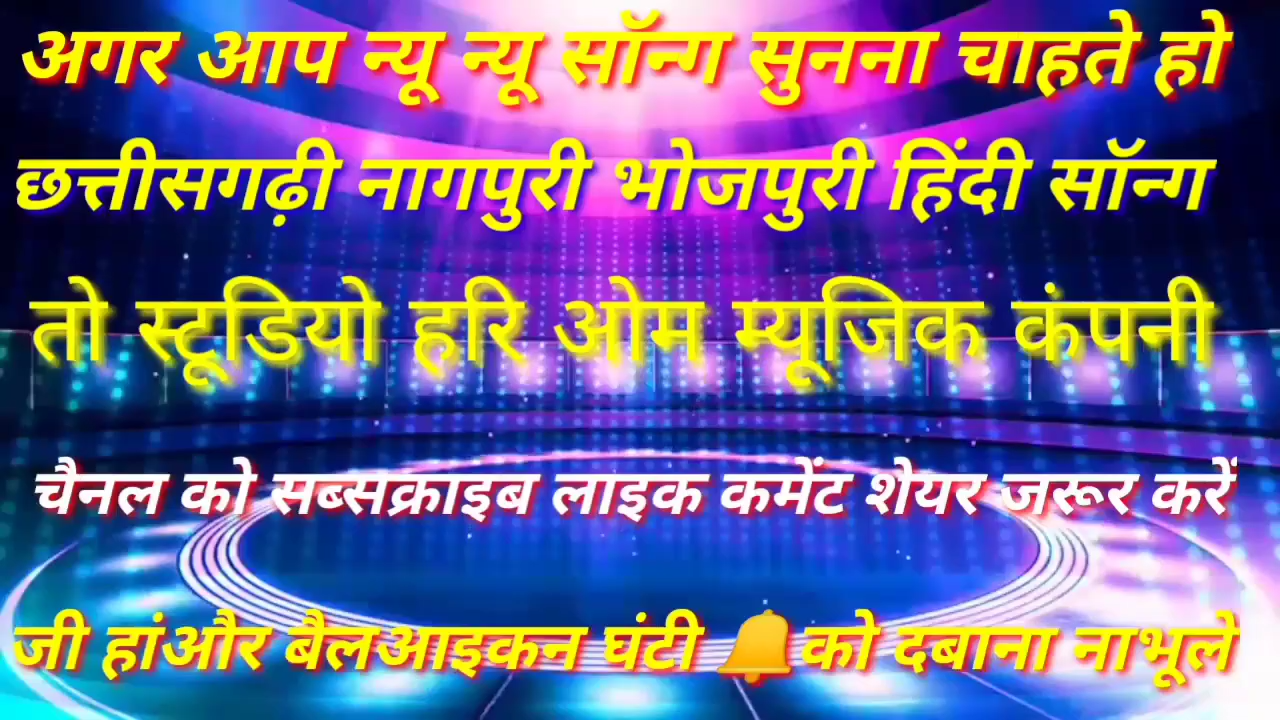 अगर आप न्यू न्यू सॉन्ग सुनना चाहते हो
छत्तीसगढ़ी नागपुरी भोजपुरी हिंदी सॉन्ग
तो स्टूडियो हरि ओम म्यूजिक कंपनी
चैनल को सब्सक्राइब लाइक कमेंट शेयर जरूर करें
जी हांऔर बैलआइकन घंटी 🔔को दबाना नाभूले